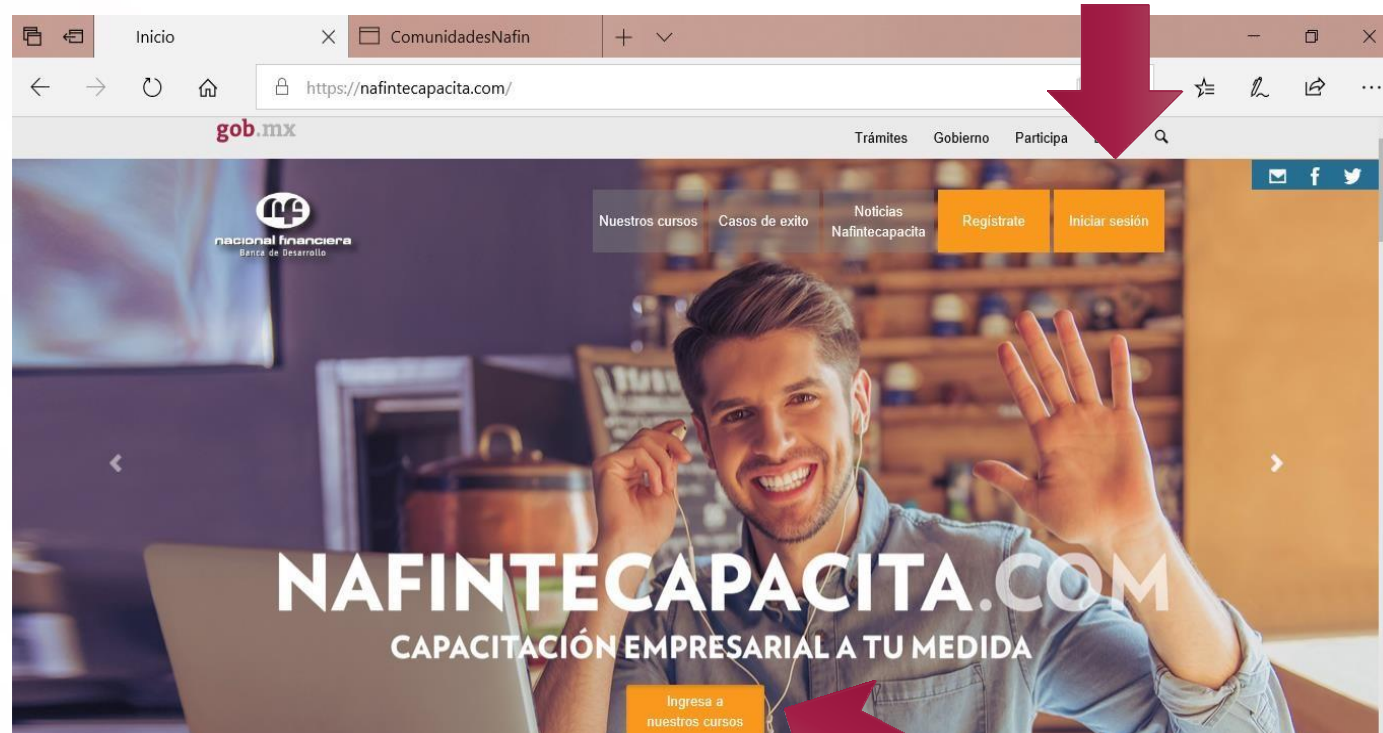 Inicio
ComunidadesNafin
https://nafintecapacita.com/
gob.mx
Trámites Gobierno Participa
nacional financiera
Banca de Desarrollo
Nuestros cursos
Casos de exito
Noticias
Nafintecapacita
Regístrate
Iniciar sesión
NAFINTECAPACITA.COM
CAPACITACIÓN EMPRESARIAL A TU MEDIDA
Ingresa a
nuestros cursos